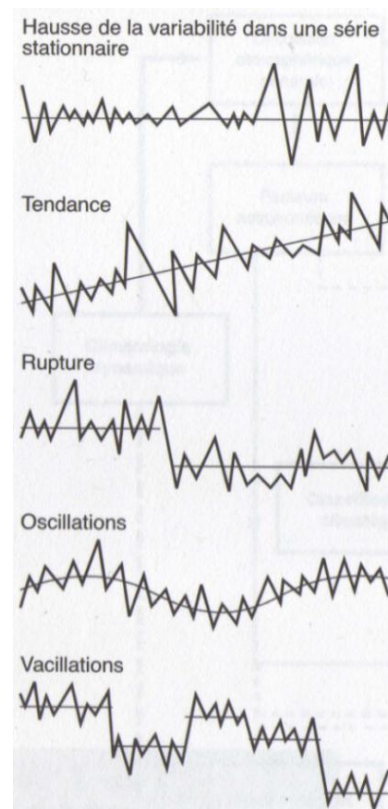 Hausse de la variabilité dans une série
stationnaire
Tendance
Rupture
Oscillations
Vacillations